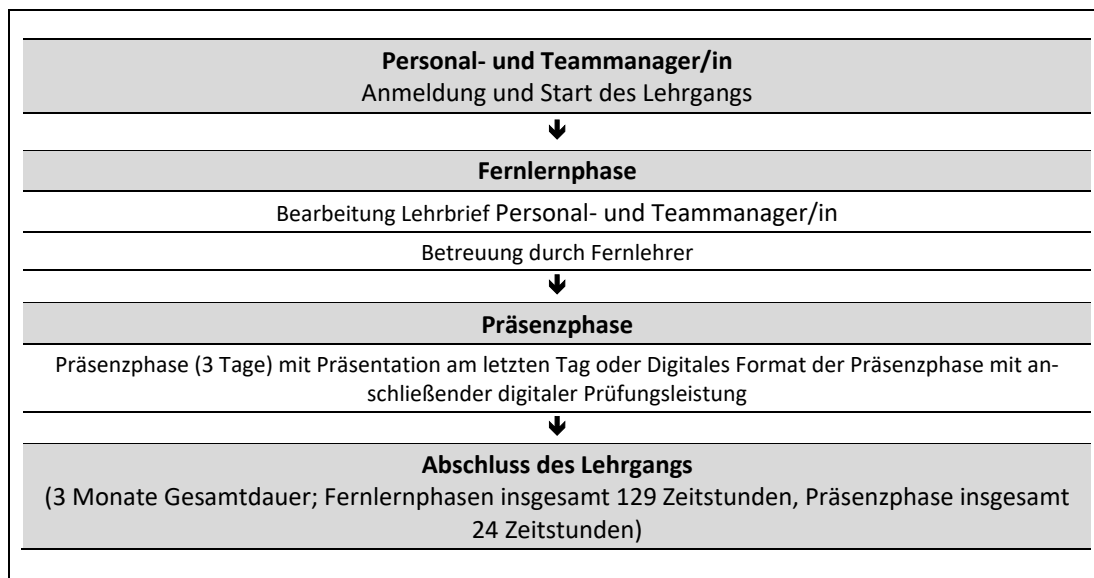 Personal- und Teammanager/in
Anmeldung und Start des Lehrgangs
🡻
Fernlernphase
Bearbeitung Lehrbrief Personal- und Teammanager/in
Betreuung durch Fernlehrer
🡻
Präsenzphase
Präsenzphase (3 Tage) mit Präsentation am letzten Tag oder Digitales Format der Präsenzphase mit an-
schließender digitaler Prüfungsleistung
🡻
Abschluss des Lehrgangs
(3 Monate Gesamtdauer; Fernlernphasen insgesamt 129 Zeitstunden, Präsenzphase insgesamt
24 Zeitstunden)